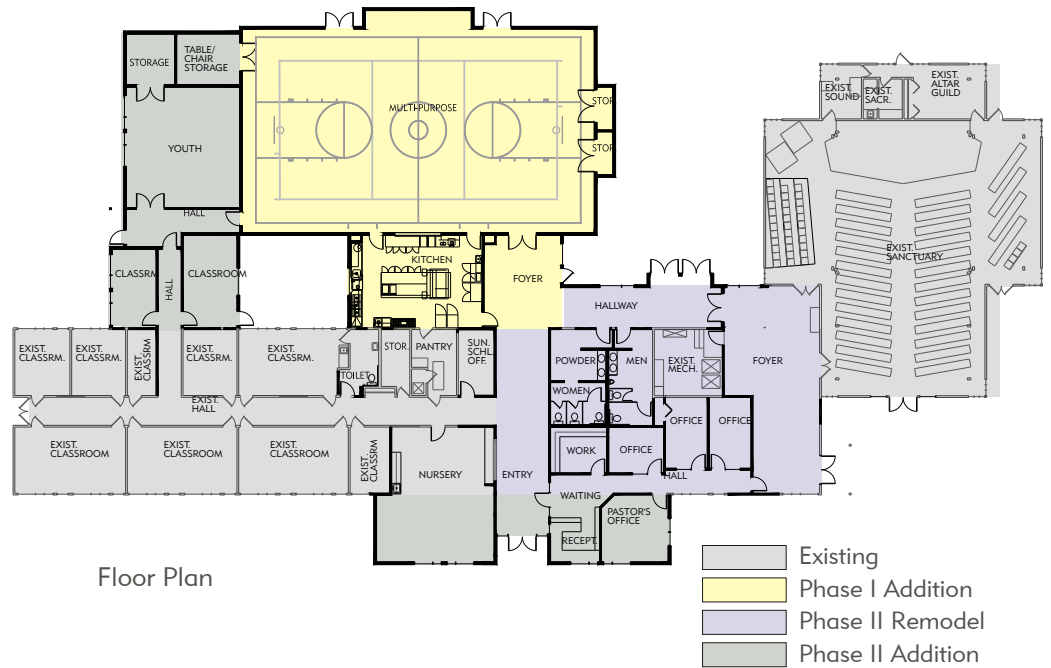 STORAGE
TABLE/
CHAIR
STORAGE
MULTI-PURPOSE
STOR.
STOR.
EXIST.
SOUND
EXIST.
SACR.
EXIST.
ALTAR
GUILD
YOUTH
HALL
KITCHEN
FOYER
EXIST.
SANCTUARY
CLASSRM
HALL
CLASSROOM
HALLWAY
EXIST.
CLASSRM.
EXIST.
CLASSRM.
EXIST.
CLASSRM
EXIST.
CLASSRM.
EXIST.
CLASSRM.
TOILET
STOR.
PANTRY
SUN.
SCHL.
OFF.
POWDER
MEN
EXIST.
MECH.
FOYER
WOMEN
EXIST.
HALL
OFFICE
OFFICE
EXIST.
CLASSROOM
EXIST.
CLASSROOM
EXIST.
CLASSROOM
EXIST.
CLASSRM
NURSERY
ENTRY
WORK
OFFICE
HALL
WAITING
RECEPT.
PASTOR'S
OFFICE
Floor Plan
Existing
Phase I Addition
Phase II Remodel
Phase II Addition